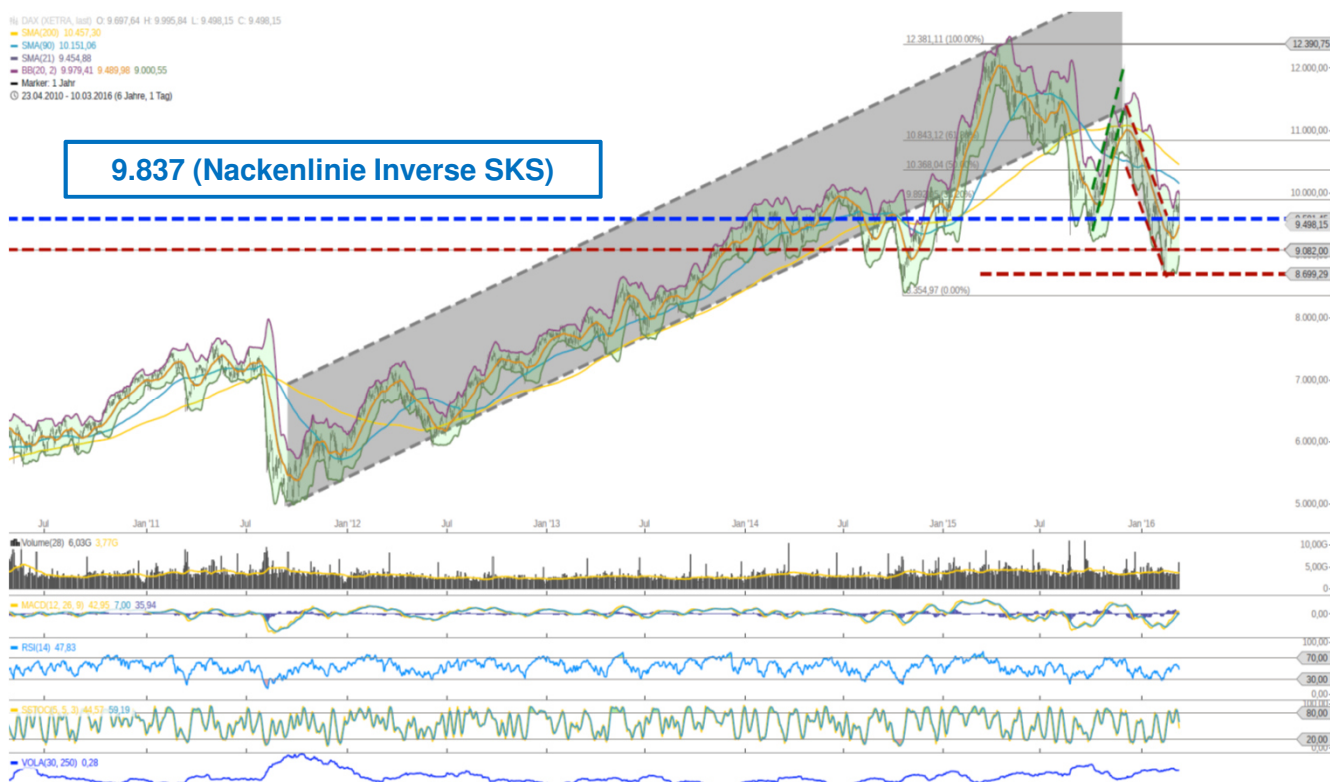 DAX (XETRA, last) O: 9.697,64 H: 9.995,84 L: 9.498,15 C: 9.498,15
SMA(200) 10.457,30
SMA(90) 10.151,06
SMA(21) 9.454,88
BB(20, 2) 9.979,41 9.489,98 9.000,55
Marker: 1 Jahr
23.04.2010 - 10.03.2016 (6 Jahre, 1 Tag)
12.381,11 (100.00%)
12.390,75
12.000,00
11.000,00
10.843,12
9.837 (Nackenlinie Inverse SKS)
10.368,04
10.000,00
9.498,15
9.082,00
8.699,29
8.354,97 (0.00%)
8.000,00
7.000,00
6.000,00
5.000,00
Jul Jan '11 Jul Jan '12 Jul Jan '13 Jul Jan '14 Jul Jan '15 Jul Jan '16
Volume(28) 6,03G 3,77G
10,00G
5,00G
0
MACD(12, 26, 9) 42,95 7,00 35,94
0,00
RSI(14) 47,83
100,00
70,00
30,00
0,00
59,19
80,00
20,00
VOLA(30, 250) 0,28